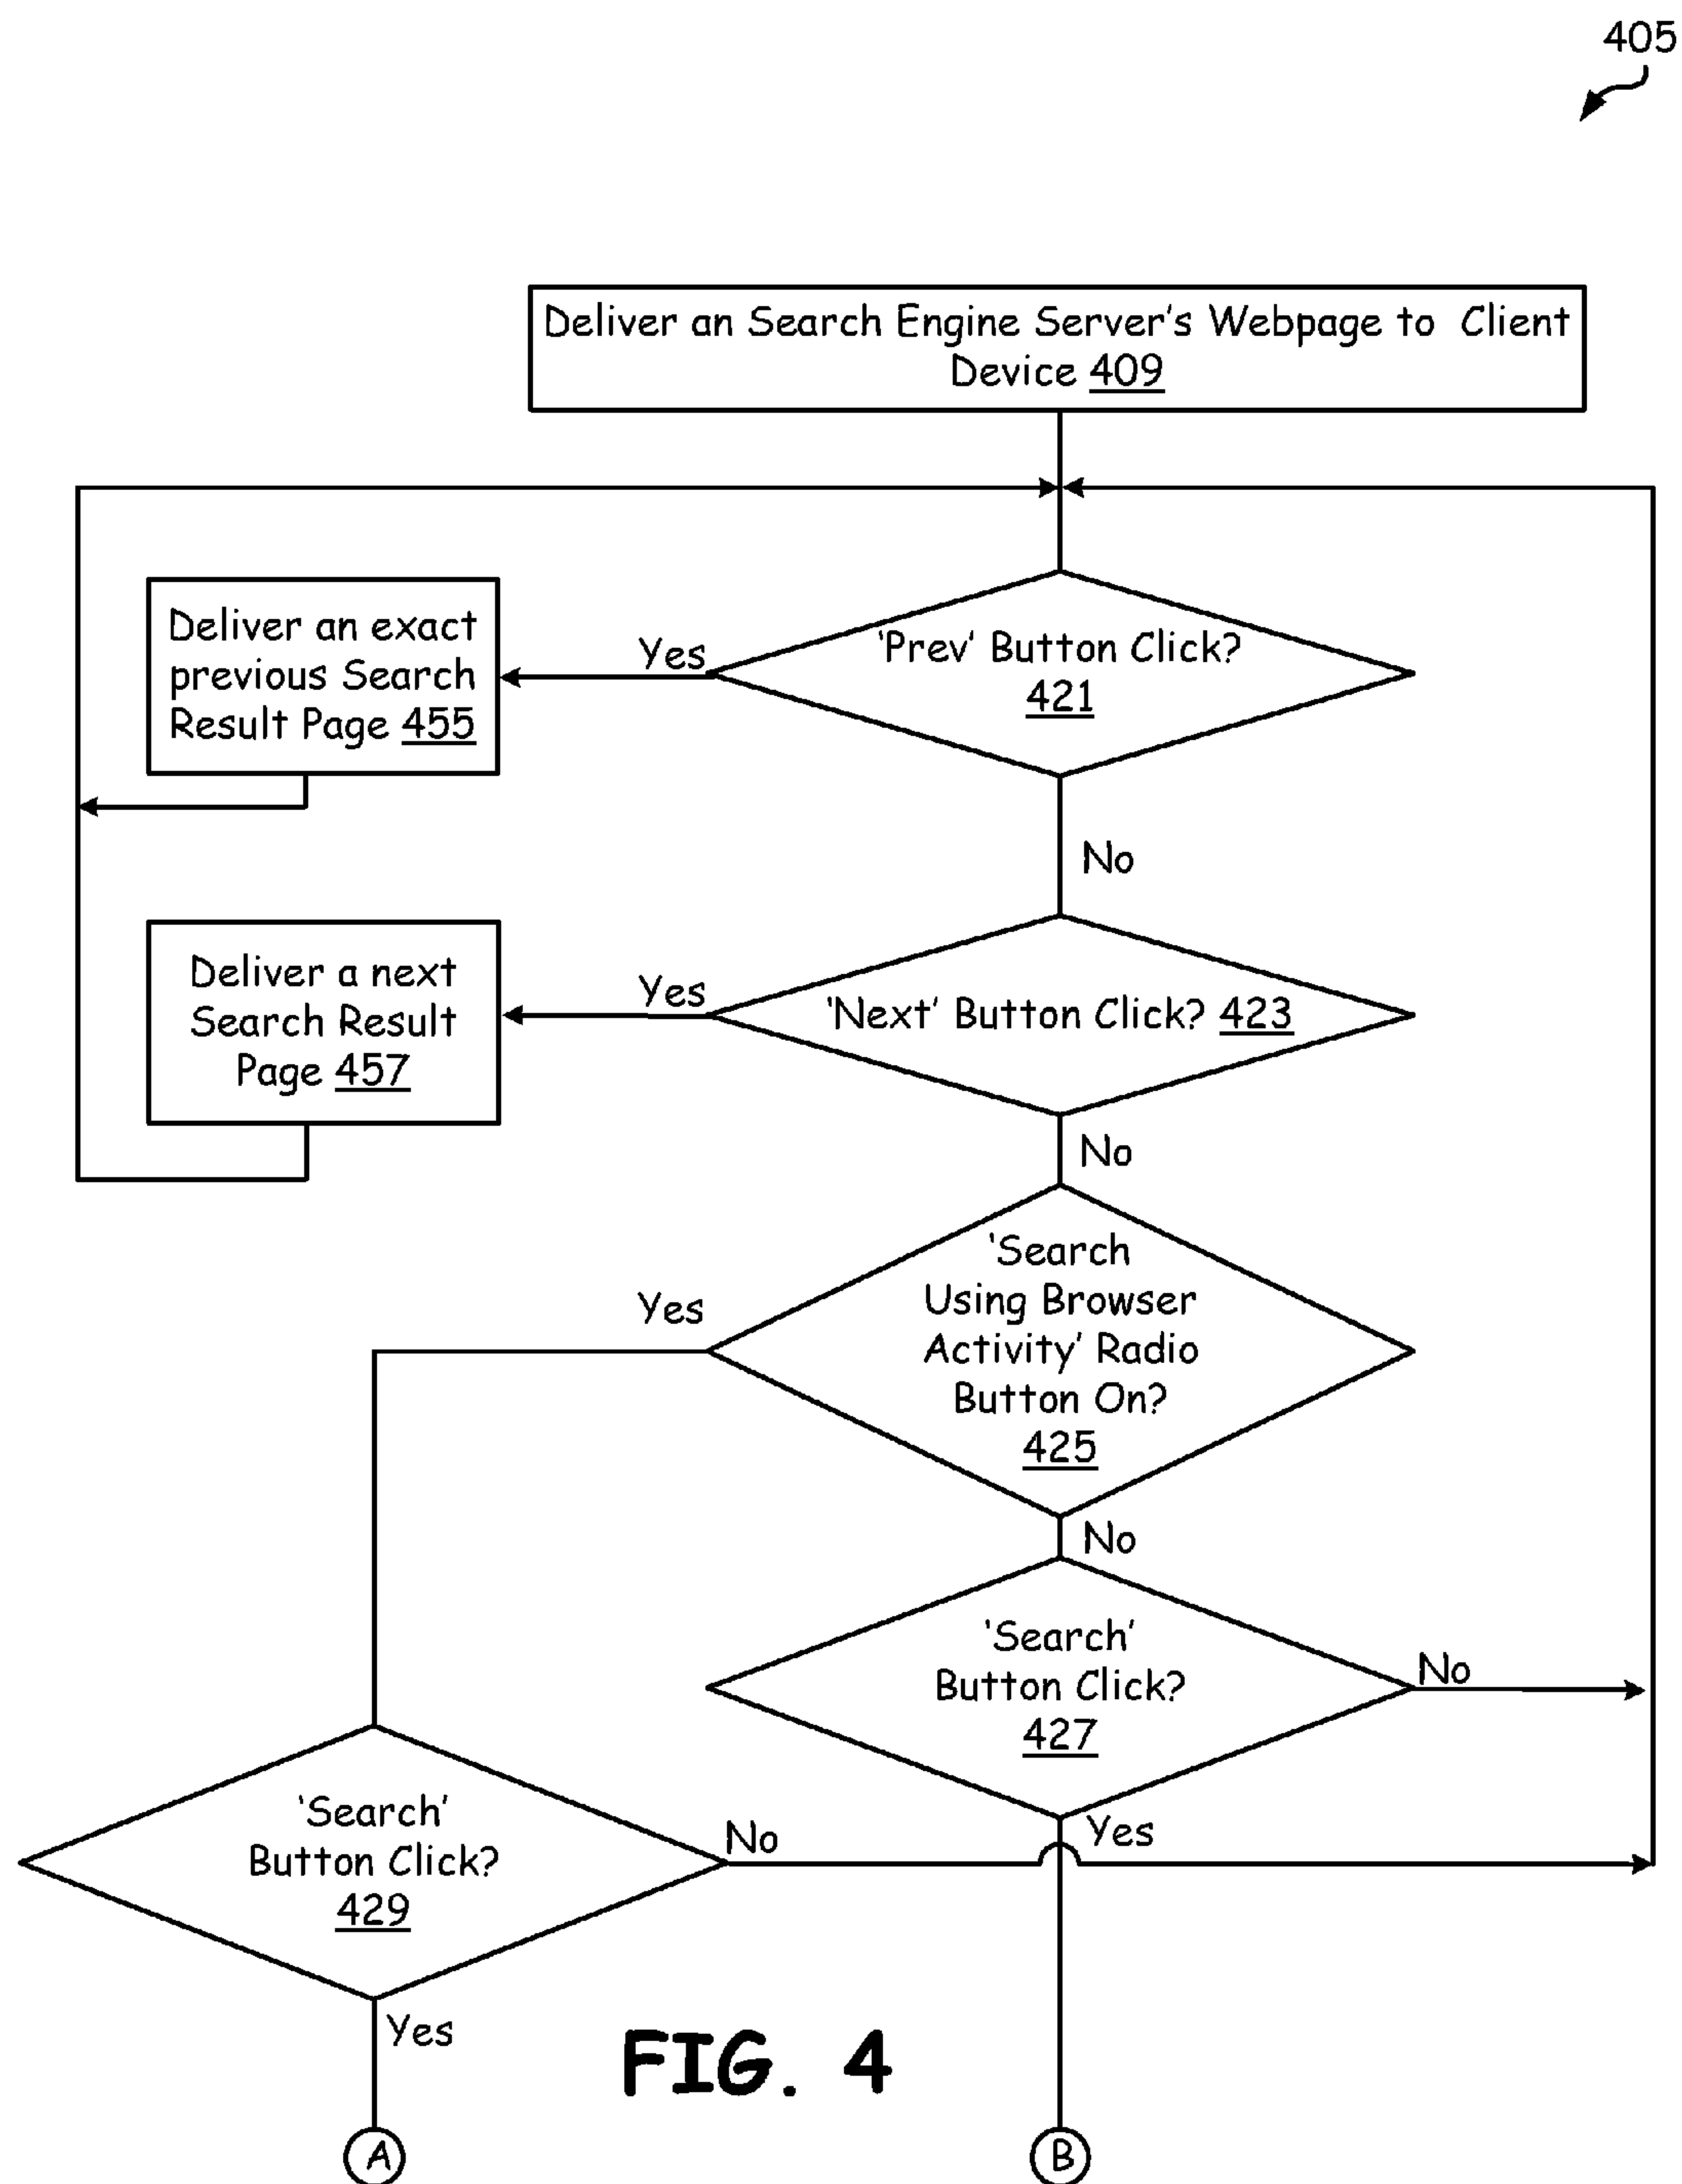 405
Deliver an Search Engine Server's Webpage to Client
Device 409
Deliver an exact
previous Search
Result Page 455
Yes
'Prev' Button Click?
421
No
Deliver a next
Search Result
Page 457
Yes
'Next' Button Click? 423
No
Yes
'Search
Using Browser
Activity' Radio
Button On?
425
No
'Search'
Button Click?
427
No
Yes
'Search'
Button Click?
429
No
Yes
FIG. 4
A
B